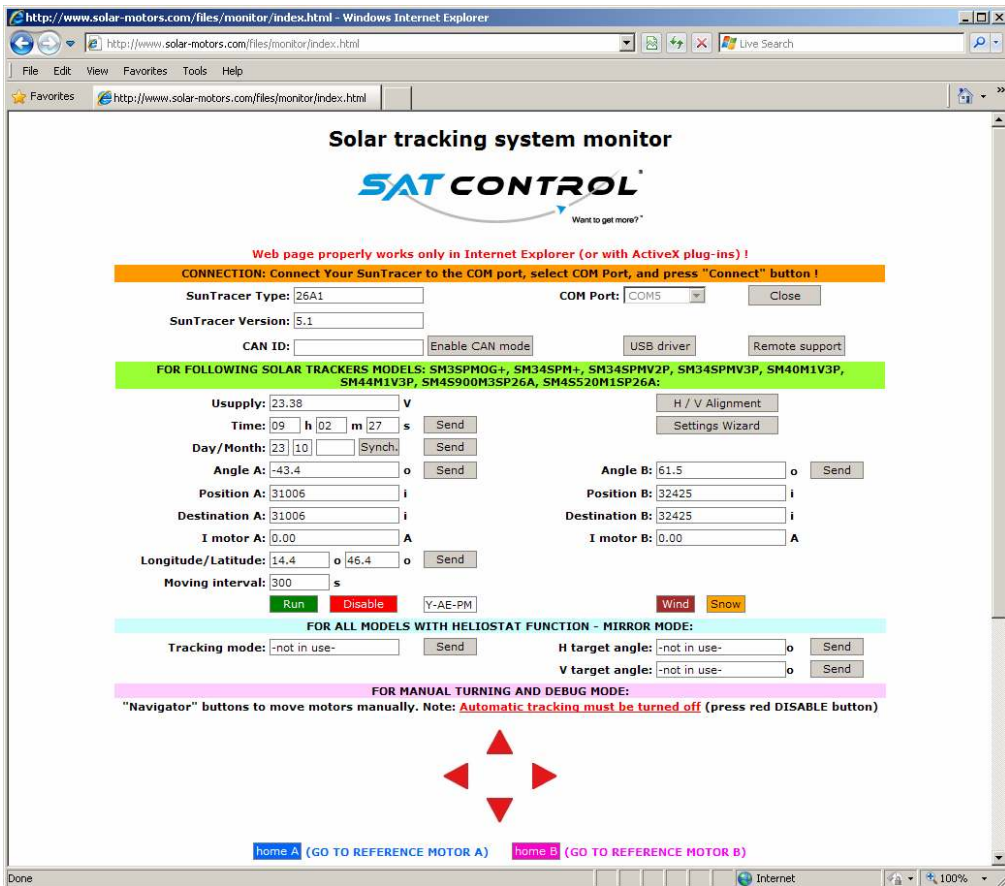 http://www.solar-motors.com/files/monitor/index.html - Windows Internet Explorer
http://www.solar-motors.com/files/monitor/index.html Live Search
File Edit View Favorites Tools Help
Favorites http://www.solar-motors.com/files/monitor/index.html
Solar tracking system monitor
SAT CONTROL
Want to get more?
Web page properly works only in Internet Explorer (or with ActiveX plug-ins) !
CONNECTION: Connect Your SunTracer to the COM port, select COM Port, and press "Connect" button !
SunTracer Type: 26A1 COM Port: COM5 Close
SunTracer Version: 5.1
CAN ID: Enable CAN mode USB driver Remote support
FOR FOLLOWING SOLAR TRACKERS MODELS: SM3SPMOG+, SM34SPM+, SM34SPMV2P, SM34SPMV3P, SM40M1V3P,
SM44M1V3P, SM4S900M3SP26A, SM4S520M1SP26A:
Usupply: 23.38 V H / V Alignment
Time: 09 h 02 m 27 s Send Settings Wizard
Day/Month: 23 10 Synch. Send
Angle A: -43.4 o Send Angle B: 61.5 o Send
Position A: 31006 i Position B: 32425 i
Destination A: 31006 i Destination B: 32425 i
I motor A: 0.00 A I motor B: 0.00 A
Longitude/Latitude: 14.4 o 46.4 o Send
Moving interval: 300 s
Run Disable Y-AE-PM Wind Snow
FOR ALL MODELS WITH HELIOSTAT FUNCTION - MIRROR MODE:
Tracking mode: -not in use- Send H target angle: -not in use- o Send
V target angle: -not in use- o Send
FOR MANUAL TURNING AND DEBUG MODE:
"Navigator" buttons to move motors manually. Note: Automatic tracking must be turned off (press red DISABLE button)
home A (GO TO REFERENCE MOTOR A) home B (GO TO REFERENCE MOTOR B)
Done Internet 100%